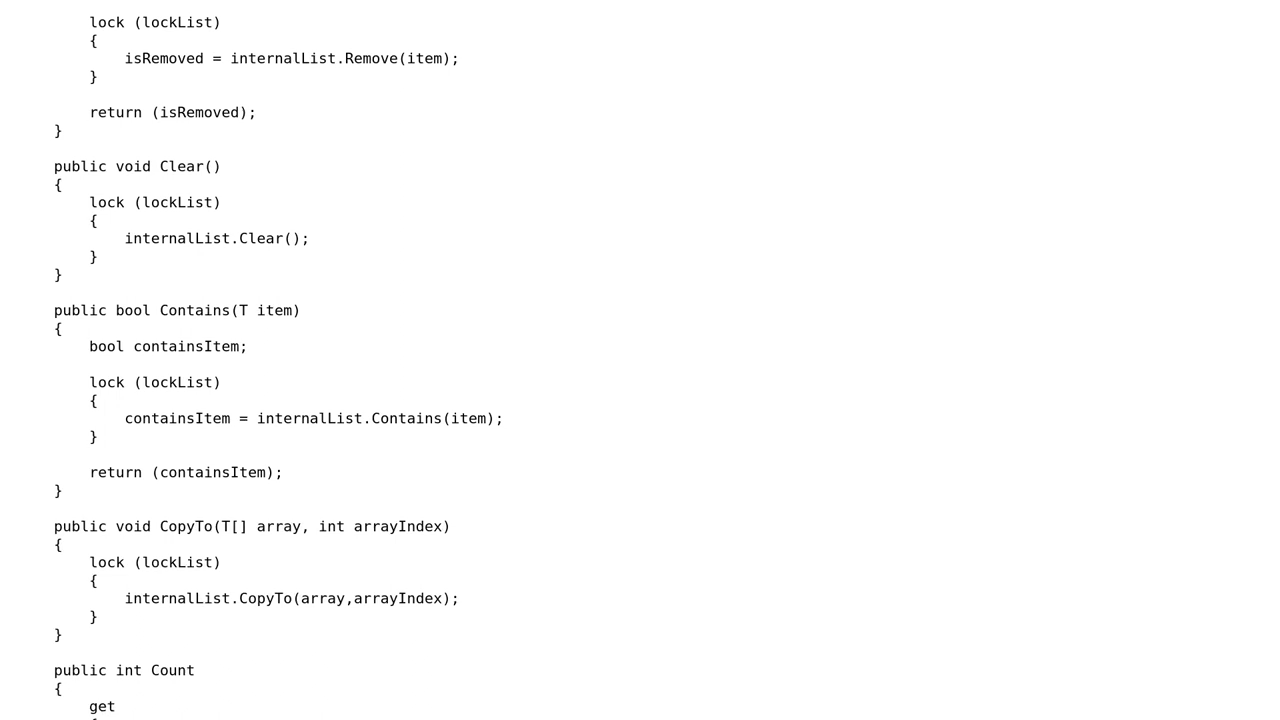 lock (lockList)
{
isRemoved = internalList.Remove(item);
}
return (isRemoved);
}
public void Clear()
{
lock (lockList)
{
internalList.Clear();
}
}
public bool Contains(T item)
{
bool containsItem;
lock (lockList)
{
containsItem = internalList.Contains(item);
}
return (containsItem);
}
public void CopyTo(T[] array, int arrayIndex)
{
lock (lockList)
{
internalList.CopyTo(array,arrayIndex);
}
}
public int Count
{
get
{